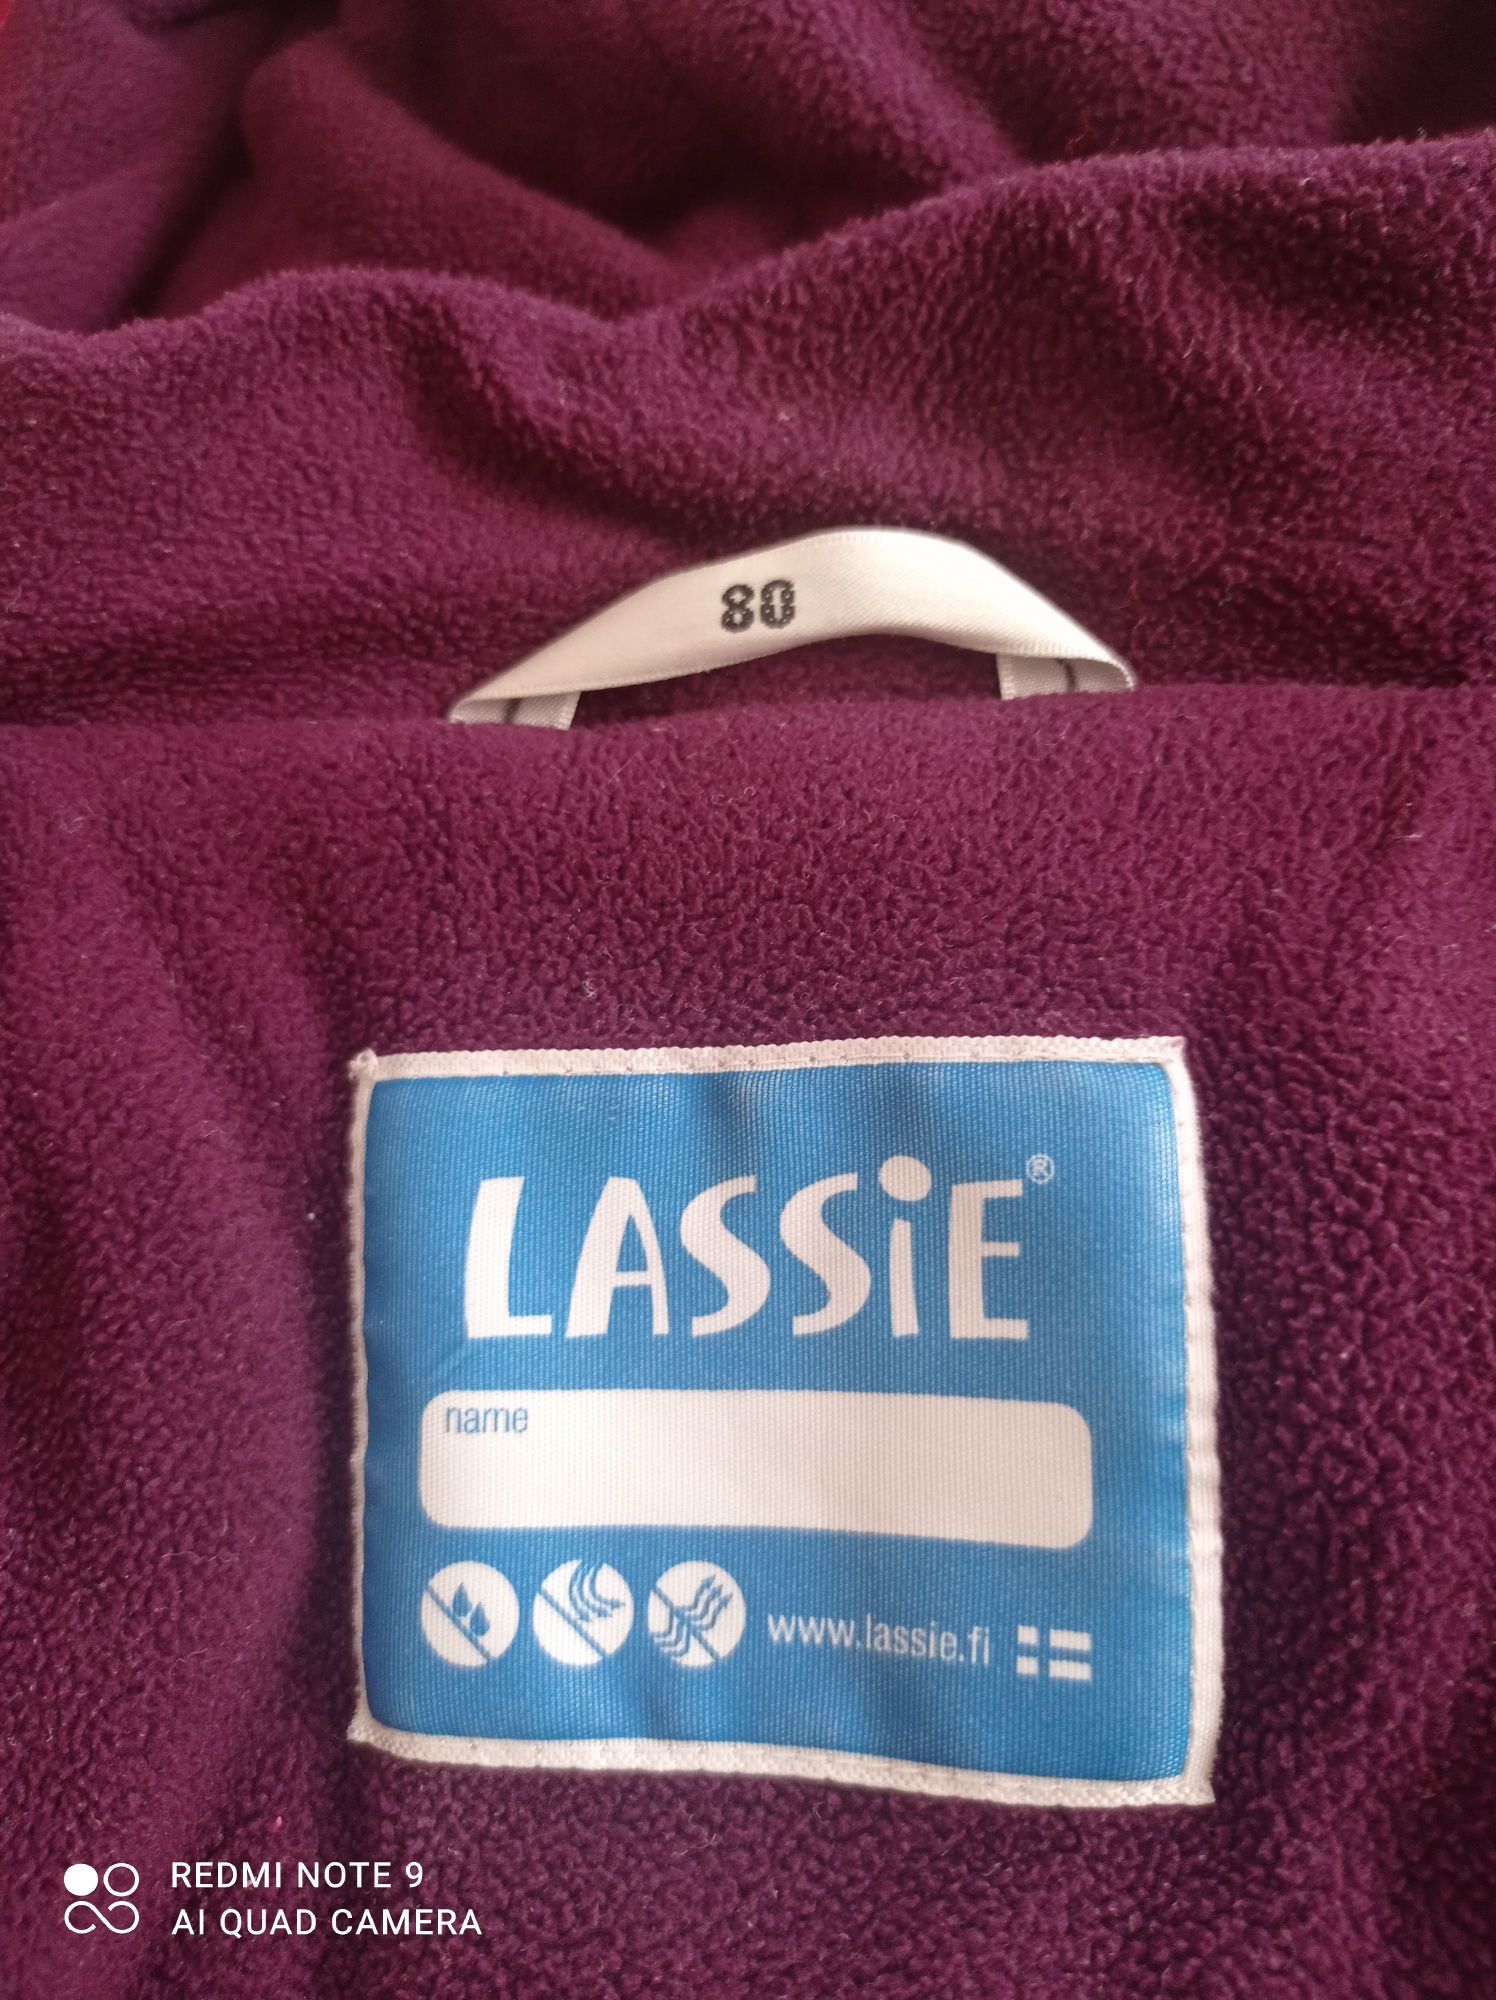 80
LASSiE®
name
www.lassie.fi
REDMI NOTE 9
AI QUAD CAMERA